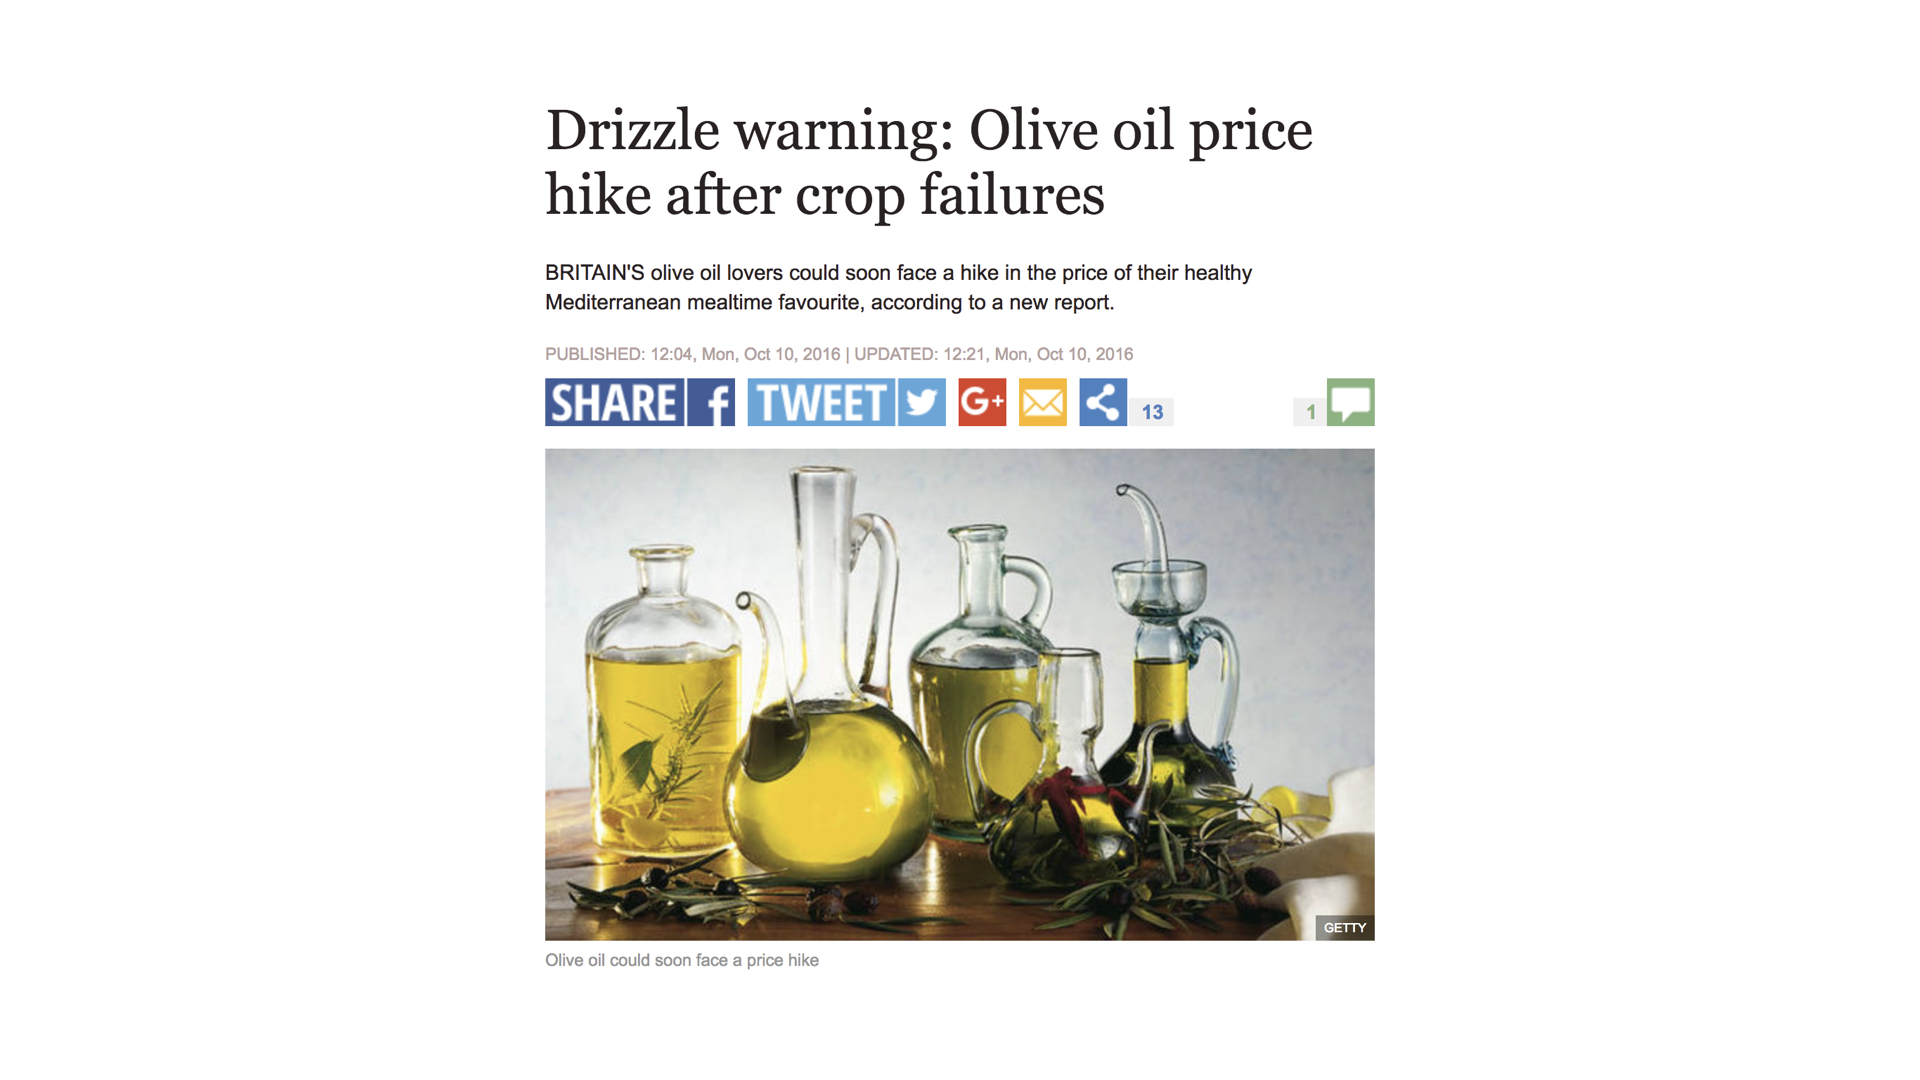 Drizzle warning: Olive oil price
hike after crop failures
BRITAIN'S olive oil lovers could soon face a hike in the price of their healthy
Mediterranean mealtime favourite, according to a new report.
PUBLISHED: 12:04, Mon, Oct 10, 2016 | UPDATED: 12:21, Mon, Oct 10, 2016
SHARE f TWEET G+ 13 1
GETTY
Olive oil could soon face a price hike